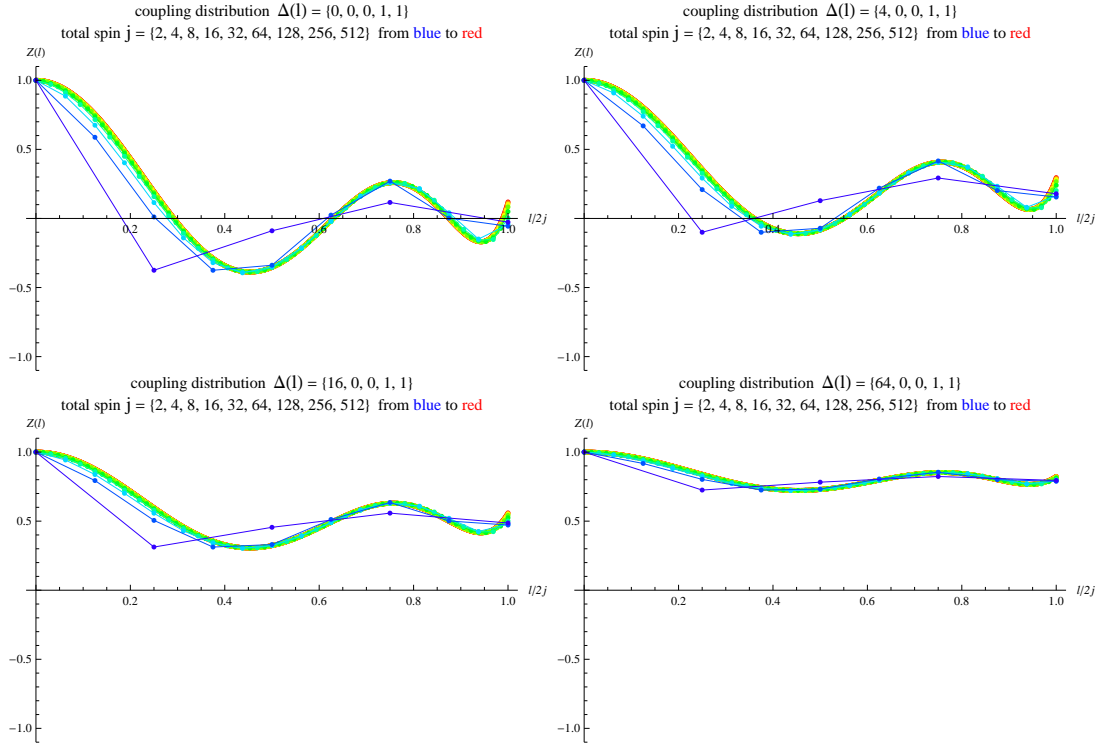 coupling distribution Δ(l) = {0, 0, 0, 1, 1}
total spin j = {2, 4, 8, 16, 32, 64, 128, 256, 512} from blue to red
Z(l)
1.0
0.5
-0.5
-1.0
0.2
0.4
0.6
0.8
1.0
l/2j
coupling distribution Δ(l) = {4, 0, 0, 1, 1}
total spin j = {2, 4, 8, 16, 32, 64, 128, 256, 512} from blue to red
Z(l)
1.0
0.5
-0.5
-1.0
0.2
0.4
0.6
0.8
1.0
l/2j
coupling distribution Δ(l) = {16, 0, 0, 1, 1}
total spin j = {2, 4, 8, 16, 32, 64, 128, 256, 512} from blue to red
Z(l)
1.0
0.5
-0.5
-1.0
0.2
0.4
0.6
0.8
1.0
l/2j
coupling distribution Δ(l) = {64, 0, 0, 1, 1}
total spin j = {2, 4, 8, 16, 32, 64, 128, 256, 512} from blue to red
Z(l)
1.0
0.5
-0.5
-1.0
0.2
0.4
0.6
0.8
1.0
l/2j